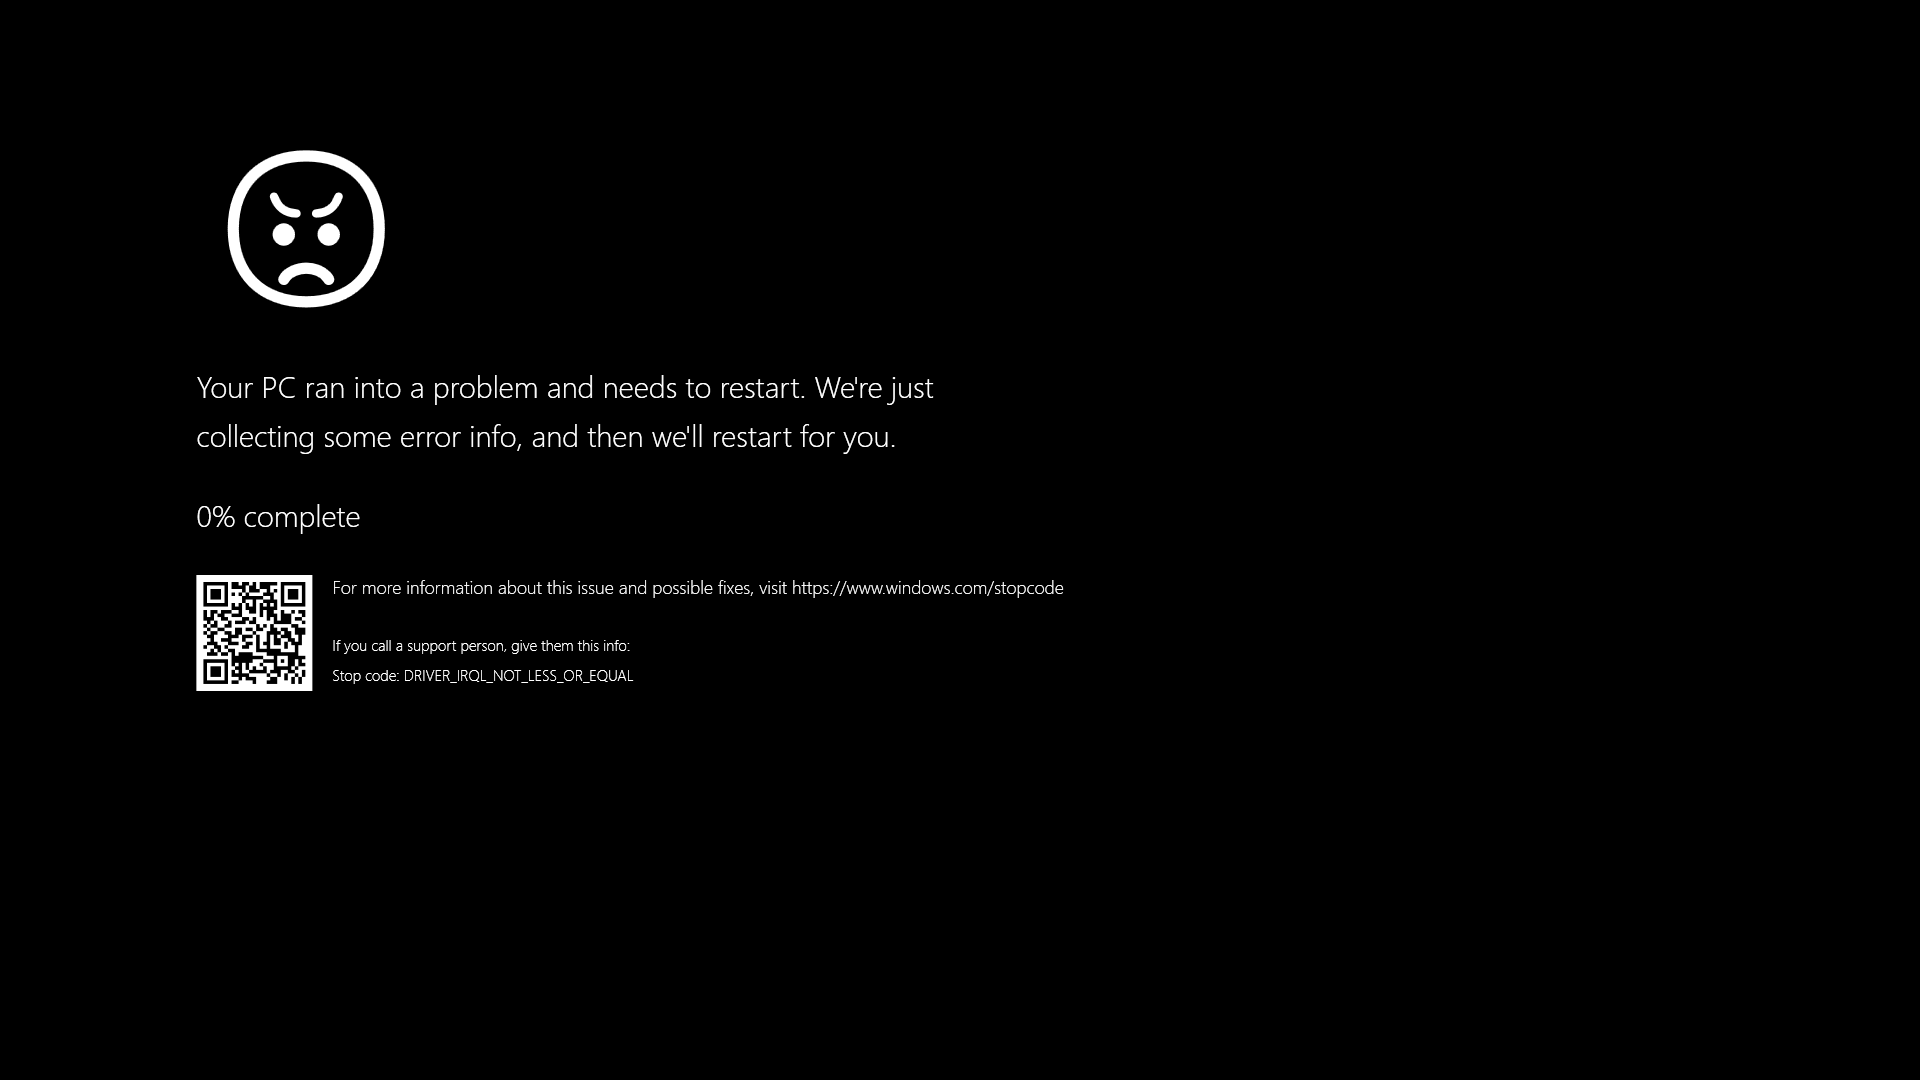 Your PC ran into a problem and needs to restart. We're just
collecting some error info, and then we'll restart for you.
0% complete
For more information about this issue and possible fixes, visit https://www.windows.com/stopcode
If you call a support person, give them this info:
Stop code: DRIVER_IRQL_NOT_LESS_OR_EQUAL